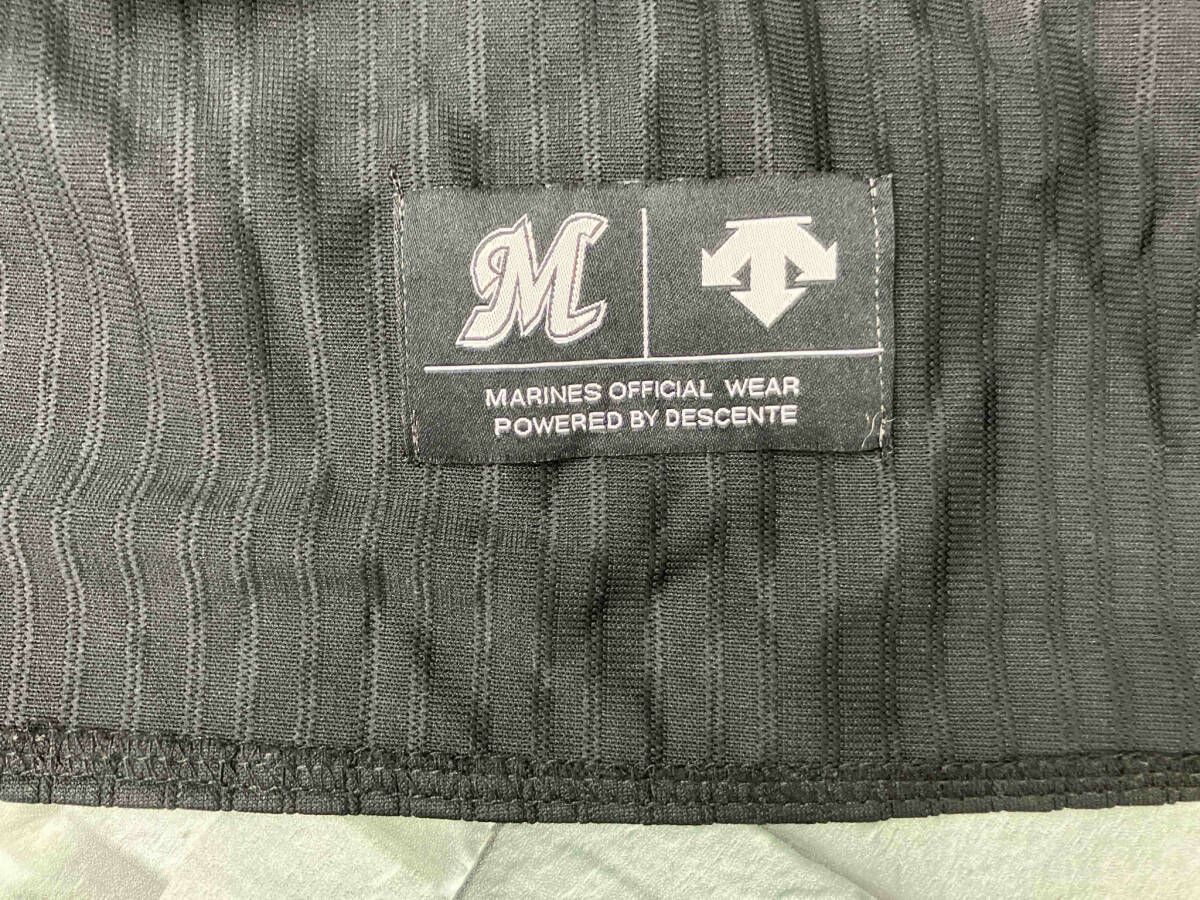 M
MARINES OFFICIAL WEAR
POWERED BY DESCENTE